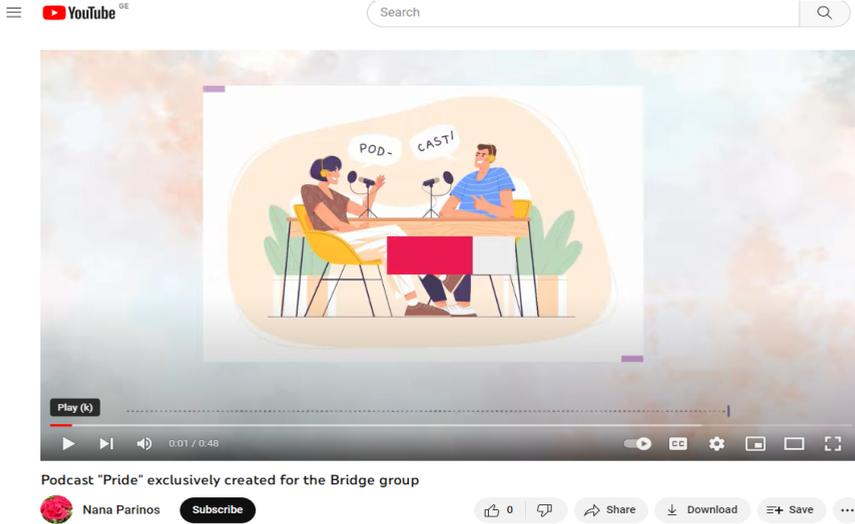 YouTube GE
Search
POD-
CAST!
Play (k)
0:01 / 0:48
CC
Podcast "Pride" exclusively created for the Bridge group
Nana Parinos
Subscribe
0
Share
Download
Save